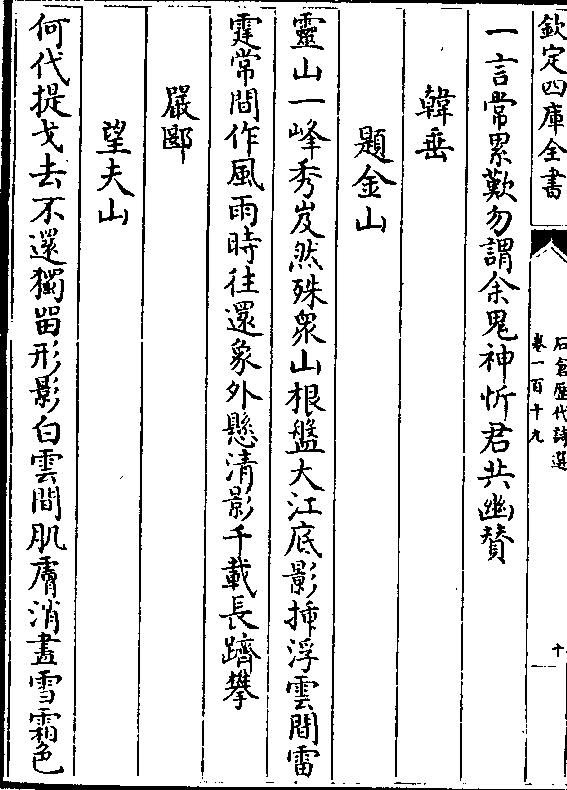 欽定四庫全書
石倉歷代詩選
卷一百十九
十
一言常累歎勿謂余鬼神忻君共幽賛
韓垂
題金山
靈山一峰秀岌然殊衆山根盤大江底影揷浮雲間雷
霆常間作風雨時往還象外懸清影千載長躋攀
嚴郾
望夫山
何代提戈去不還獨留形影白雲間肌膚消盡雪霜色